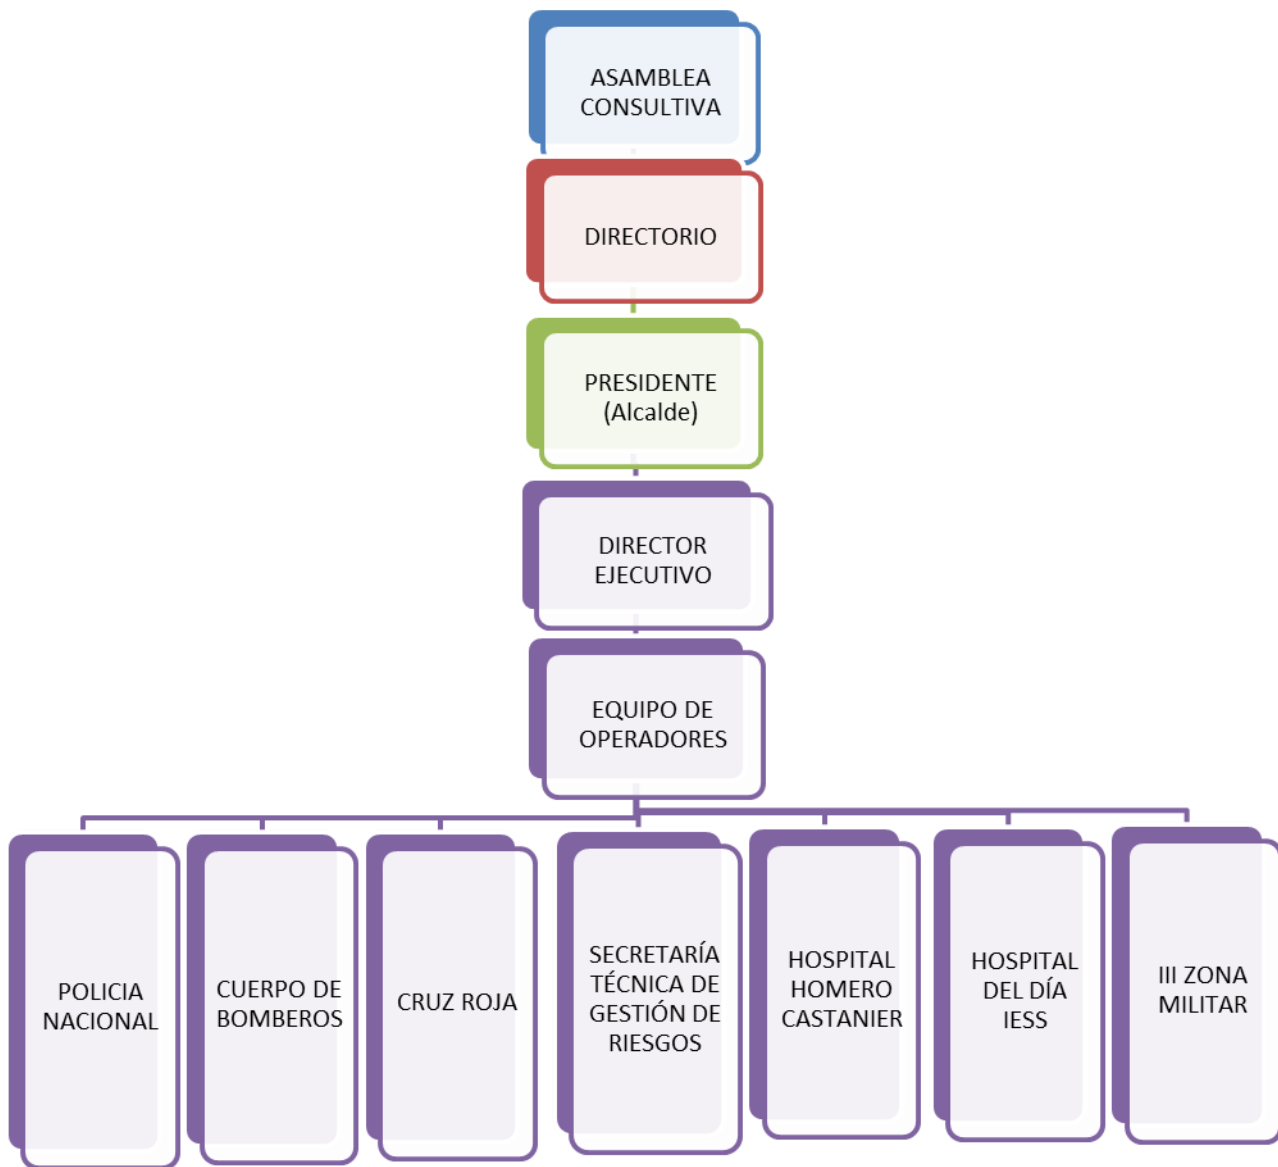 ASAMBLEA
CONSULTIVA
DIRECTORIO
PRESIDENTE
(Alcalde)
DIRECTOR
EJECUTIVO
EQUIPO DE
OPERADORES
POLICIA
NACIONAL
CUERPO DE
BOMBEROS
CRUZ ROJA
SECRETARÍA
TÉCNICA DE
GESTIÓN DE
RIESGOS
HOSPITAL
HOMERO
CASTANIER
HOSPITAL
DEL DÍA
IESS
III ZONA
MILITAR